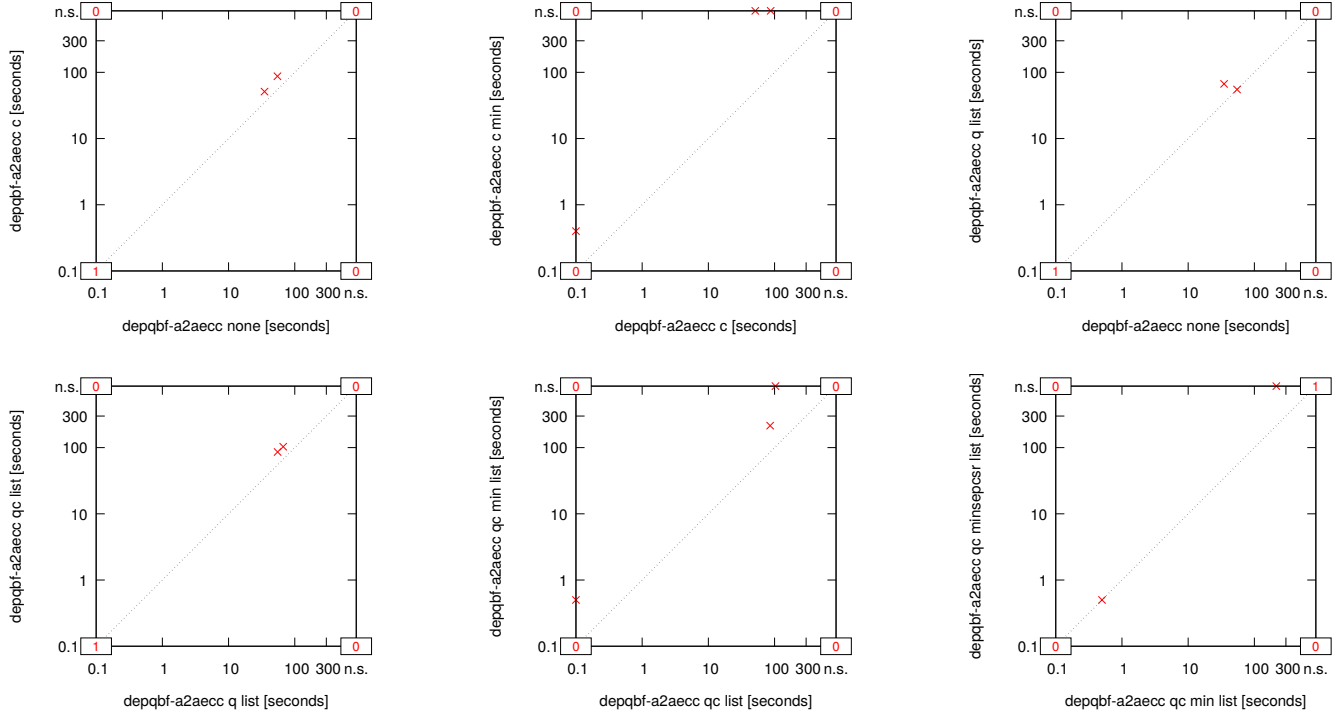 n.s. 0 0
300
100
10
1
0.1 1 0
0.1 1 10 100 300 n.s.
depqbf-a2aecc c [seconds]
depqbf-a2aecc none [seconds]
n.s. 0 0
300
100
10
1
0.1 0 0
0.1 1 10 100 300 n.s.
depqbf-a2aecc c min [seconds]
depqbf-a2aecc c [seconds]
n.s. 0 0
300
100
10
1
0.1 1 0
0.1 1 10 100 300 n.s.
depqbf-a2aecc q list [seconds]
depqbf-a2aecc none [seconds]
n.s. 0 0
300
100
10
1
0.1 1 0
0.1 1 10 100 300 n.s.
depqbf-a2aecc qc list [seconds]
depqbf-a2aecc q list [seconds]
n.s. 0 0
300
100
10
1
0.1 0 0
0.1 1 10 100 300 n.s.
depqbf-a2aecc qc min list [seconds]
depqbf-a2aecc qc list [seconds]
n.s. 0 1
300
100
10
1
0.1 0 0
0.1 1 10 100 300 n.s.
depqbf-a2aecc qc minsepcsr list [seconds]
depqbf-a2aecc qc min list [seconds]